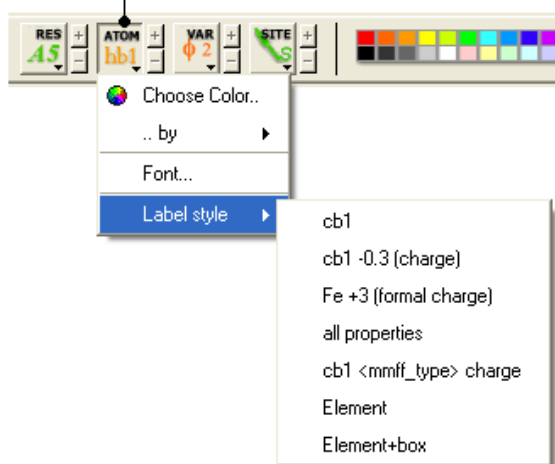 RES + ATOM + VAR + SITE +
A5 - hb1 - φ2 - S -
Choose Color..
.. by
Font...
Label style
cb1
cb1 -0.3 (charge)
Fe +3 (formal charge)
all properties
cb1 <mmff_type> charge
Element
Element+box